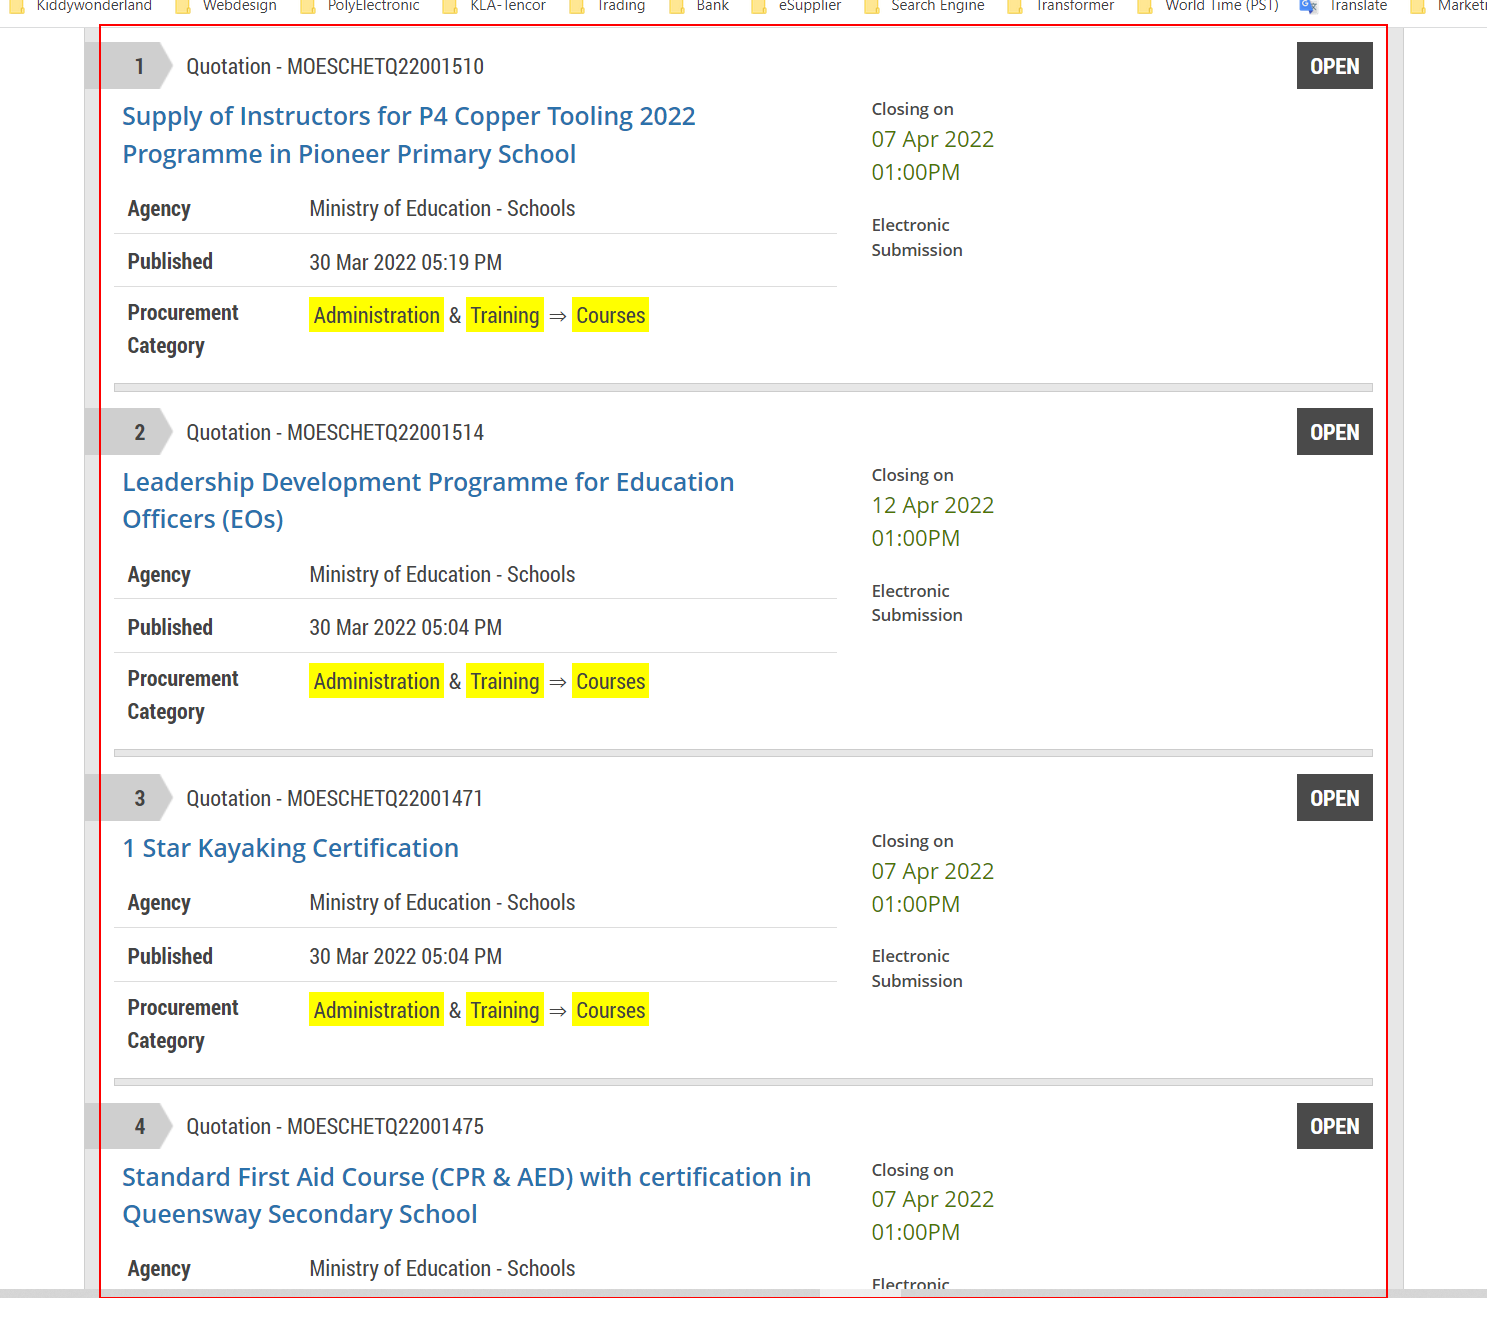 Kiddywonderland Webdesign PolyElectronic KLA-Tencor Trading Bank eSupplier Search Engine Transformer World Time (PST) Translate
1 Quotation - MOESCHETQ22001510 OPEN
Supply of Instructors for P4 Copper Tooling 2022
Programme in Pioneer Primary School
Closing on
07 Apr 2022
01:00PM
Electronic
Submission
Agency Ministry of Education - Schools
Published 30 Mar 2022 05:19 PM
Procurement
Category
Administration & Training ⇒ Courses
2 Quotation - MOESCHETQ22001514 OPEN
Leadership Development Programme for Education
Officers (EOs)
Closing on
12 Apr 2022
01:00PM
Electronic
Submission
Agency Ministry of Education - Schools
Published 30 Mar 2022 05:04 PM
Procurement
Category
Administration & Training ⇒ Courses
3 Quotation - MOESCHETQ22001471 OPEN
1 Star Kayaking Certification
Closing on
07 Apr 2022
01:00PM
Electronic
Submission
Agency Ministry of Education - Schools
Published 30 Mar 2022 05:04 PM
Procurement
Category
Administration & Training ⇒ Courses
4 Quotation - MOESCHETQ22001475 OPEN
Standard First Aid Course (CPR & AED) with certification in
Queensway Secondary School
Closing on
07 Apr 2022
01:00PM
Electronic
Agency Ministry of Education - Schools